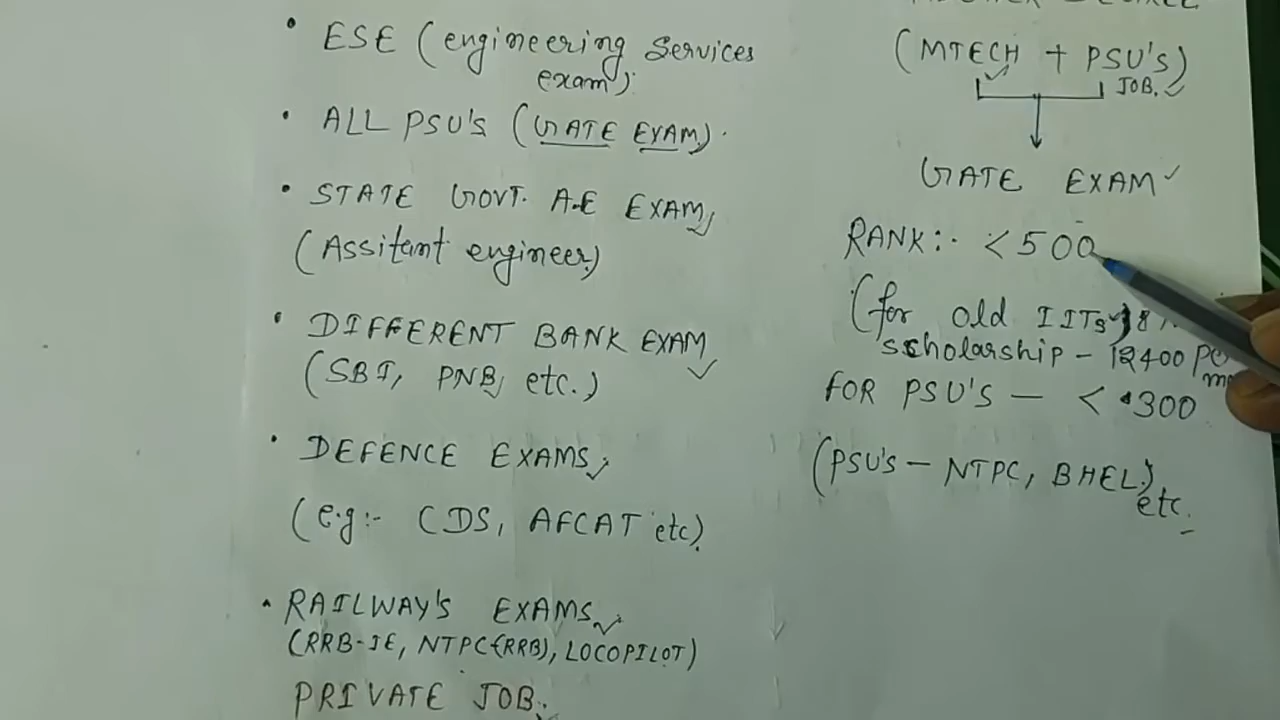 • ESE (engineering Services
exam)
• ALL PSU'S (GATE EXAM).
• STATE GOVT. A.E EXAM
(Assitant engineer)
• DIFFERENT BANK EXAM
(SBI, PNB, etc.)
• DEFENCE EXAMS
(e.g:- CDS, AFCAT etc)
• RAILWAY'S EXAMS
(RRB-JE, NTPC(RRB), LOCOPILOT)
PRIVATE JOB.
(MTECH + PSU'S)
JOB.
GATE EXAM
RANK:- <500
(for old IITs)
scholarship - 12400
FOR PSU'S - < 300
(PSU'S - NTPC, BHEL)
etc.